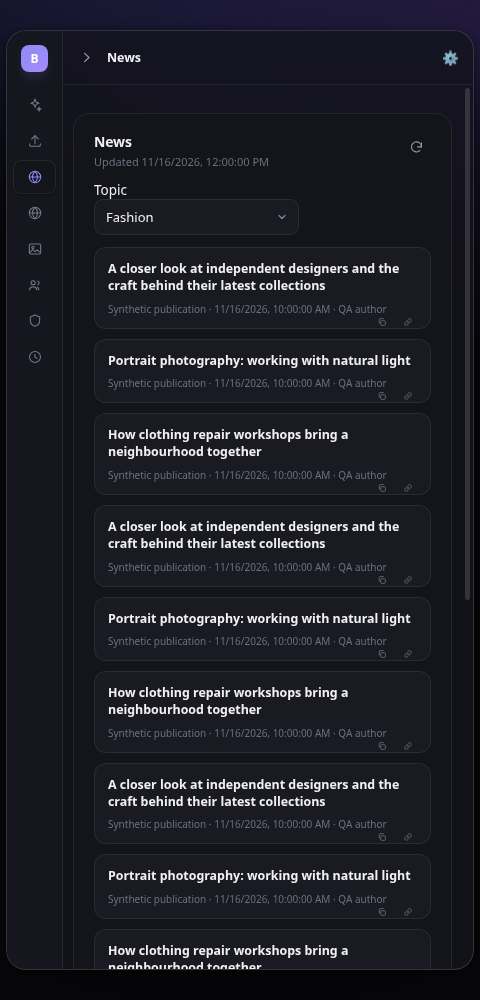 B
News
News
Updated 11/16/2026, 12:00:00 PM
Topic
Fashion
A closer look at independent designers and the
craft behind their latest collections
Synthetic publication · 11/16/2026, 10:00:00 AM · QA author
Portrait photography: working with natural light
Synthetic publication · 11/16/2026, 10:00:00 AM · QA author
How clothing repair workshops bring a
neighbourhood together
Synthetic publication · 11/16/2026, 10:00:00 AM · QA author
A closer look at independent designers and the
craft behind their latest collections
Synthetic publication · 11/16/2026, 10:00:00 AM · QA author
Portrait photography: working with natural light
Synthetic publication · 11/16/2026, 10:00:00 AM · QA author
How clothing repair workshops bring a
neighbourhood together
Synthetic publication · 11/16/2026, 10:00:00 AM · QA author
A closer look at independent designers and the
craft behind their latest collections
Synthetic publication · 11/16/2026, 10:00:00 AM · QA author
Portrait photography: working with natural light
Synthetic publication · 11/16/2026, 10:00:00 AM · QA author
How clothing repair workshops bring a
neighbourhood together